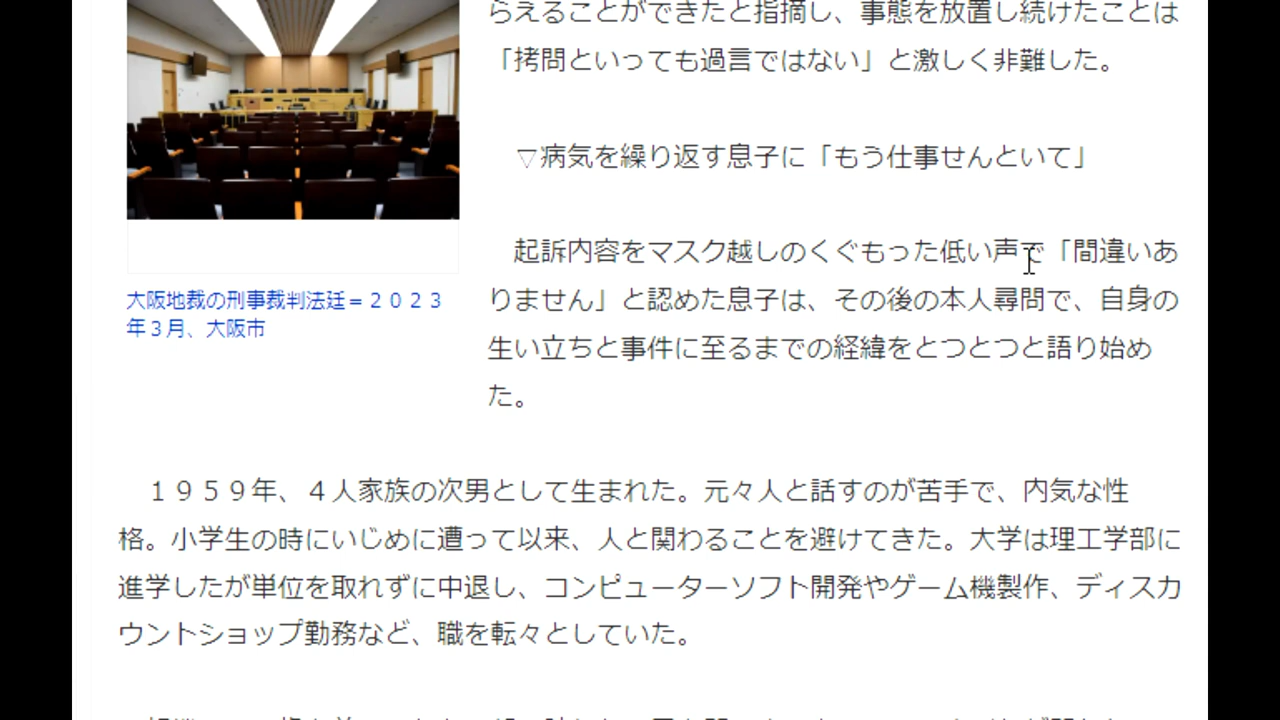 らえることができたと指摘し、事態を放置し続けたことは
「拷問といっても過言ではない」と激しく非難した。
▽病気を繰り返す息子に「もう仕事せんといて」
起訴内容をマスク越しのくぐもった低い声で「間違いあ
りません」と認めた息子は、その後の本人尋問で、自身の
生い立ちと事件に至るまでの経緯をとつとつと語り始め
た。
大阪地裁の刑事裁判法廷＝２０２３
年３月、大阪市
１９５９年、４人家族の次男として生まれた。元々人と話すのが苦手で、内気な性
格。小学生の時にいじめに遭って以来、人と関わることを避けてきた。大学は理工学部に
進学したが単位を取れずに中退し、コンピューターソフト開発やゲーム機製作、ディスカ
ウントショップ勤務など、職を転々としていた。